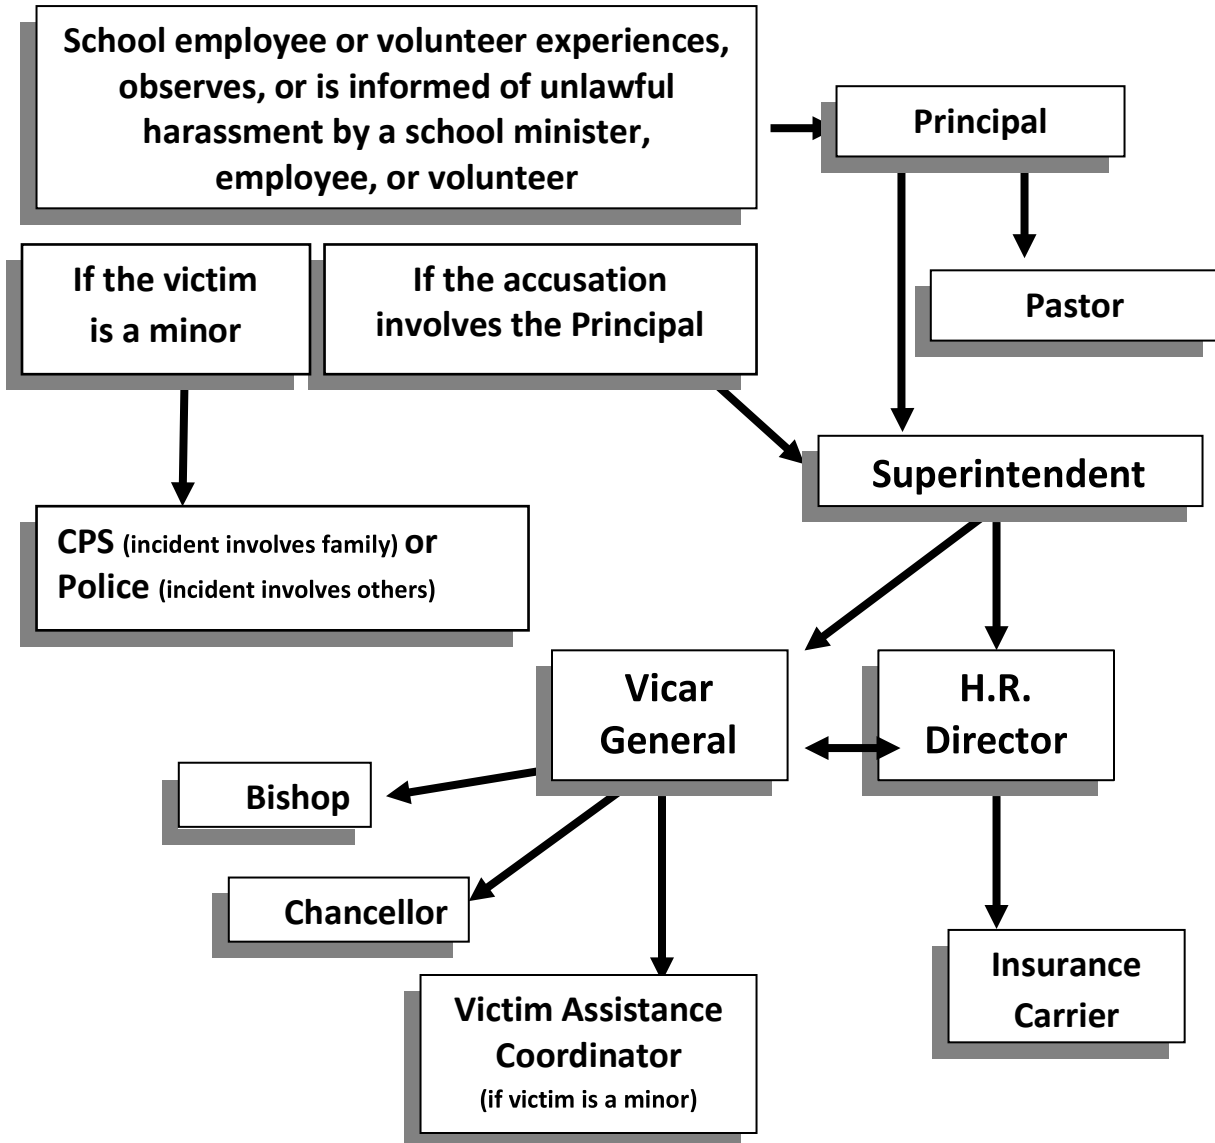 School employee or volunteer experiences,
observes, or is informed of unlawful
harassment by a school minister,
employee, or volunteer
Principal
If the victim
is a minor
If the accusation
involves the Principal
Pastor
Superintendent
CPS (incident involves family) or
Police (incident involves others)
Vicar
General
H.R.
Director
Bishop
Chancellor
Insurance
Carrier
Victim Assistance
Coordinator
(if victim is a minor)